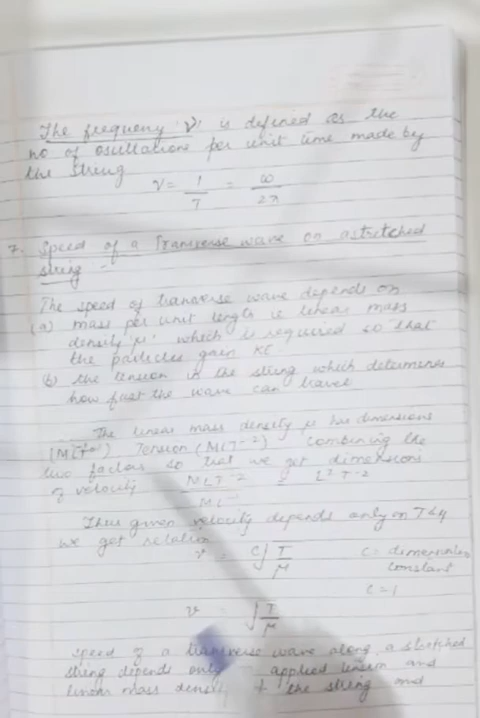 The frequency 'ν' is defined as the
no of oscillations per unit time made by
the string
ν = 1/T = ω/2π
7. Speed of a Transverse wave on a stretched
string -
The speed of transverse wave depends on
(a) mass per unit length ie linear mass
density 'μ' which is required so that
the particles gain KE
(b) the tension in the string which determines
how fast the wave can travel
The linear mass density μ has dimensions
Tension (MLT-2) combining the
two factors so that we get dimensions
of velocity MLT-2/ML-1 = L2T-2
given velocity depends only on T & μ
we get relation
v = C√T/μ C = dimensionless
constant
C = 1
v √T/μ
speed of a transverse wave along a stretched
string depends only applied tension and
linear mass the string and